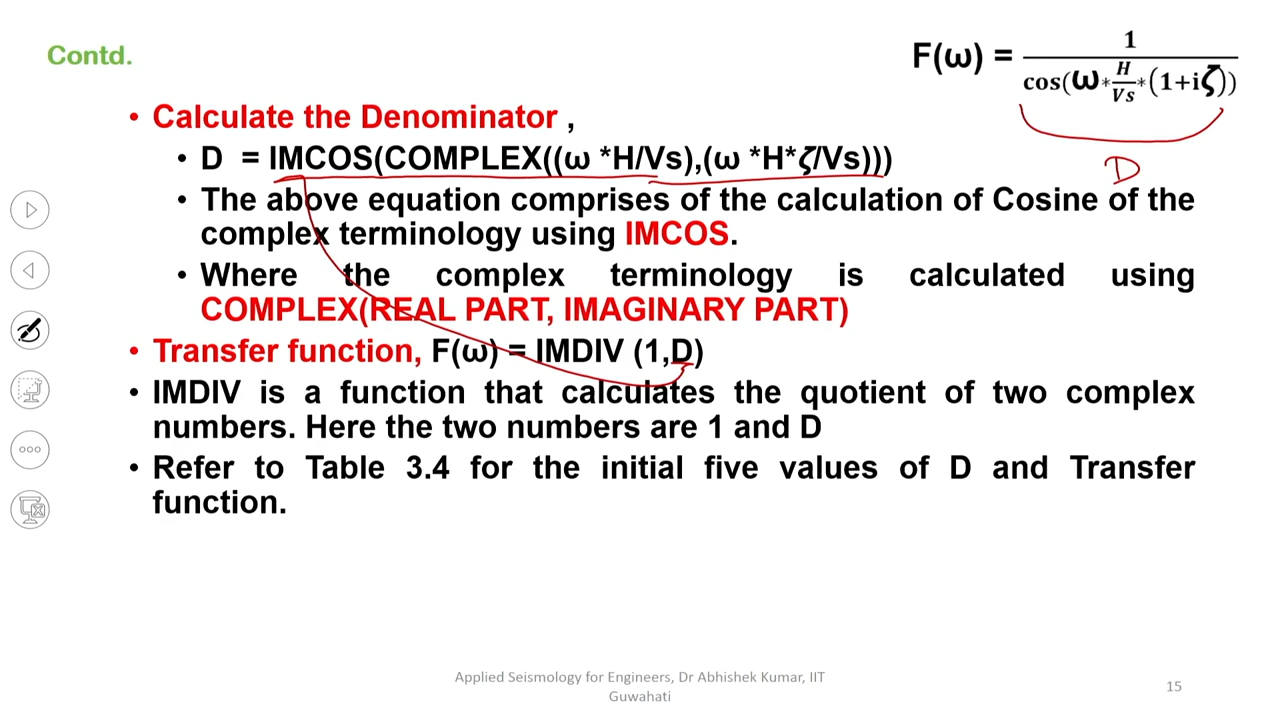 Contd.
F(ω) = 1 / cos(ω*H/Vs*(1+iζ))
D
• Calculate the Denominator ,
• D = IMCOS(COMPLEX((ω *H/Vs),(ω *H*ζ/Vs)))
• The above equation comprises of the calculation of Cosine of the
complex terminology using IMCOS.
• Where the complex terminology is calculated using
COMPLEX(REAL PART, IMAGINARY PART)
• Transfer function, F(ω) = IMDIV (1,D)
• IMDIV is a function that calculates the quotient of two complex
numbers. Here the two numbers are 1 and D
• Refer to Table 3.4 for the initial five values of D and Transfer
function.
Applied Seismology for Engineers, Dr Abhishek Kumar, IIT
Guwahati
15